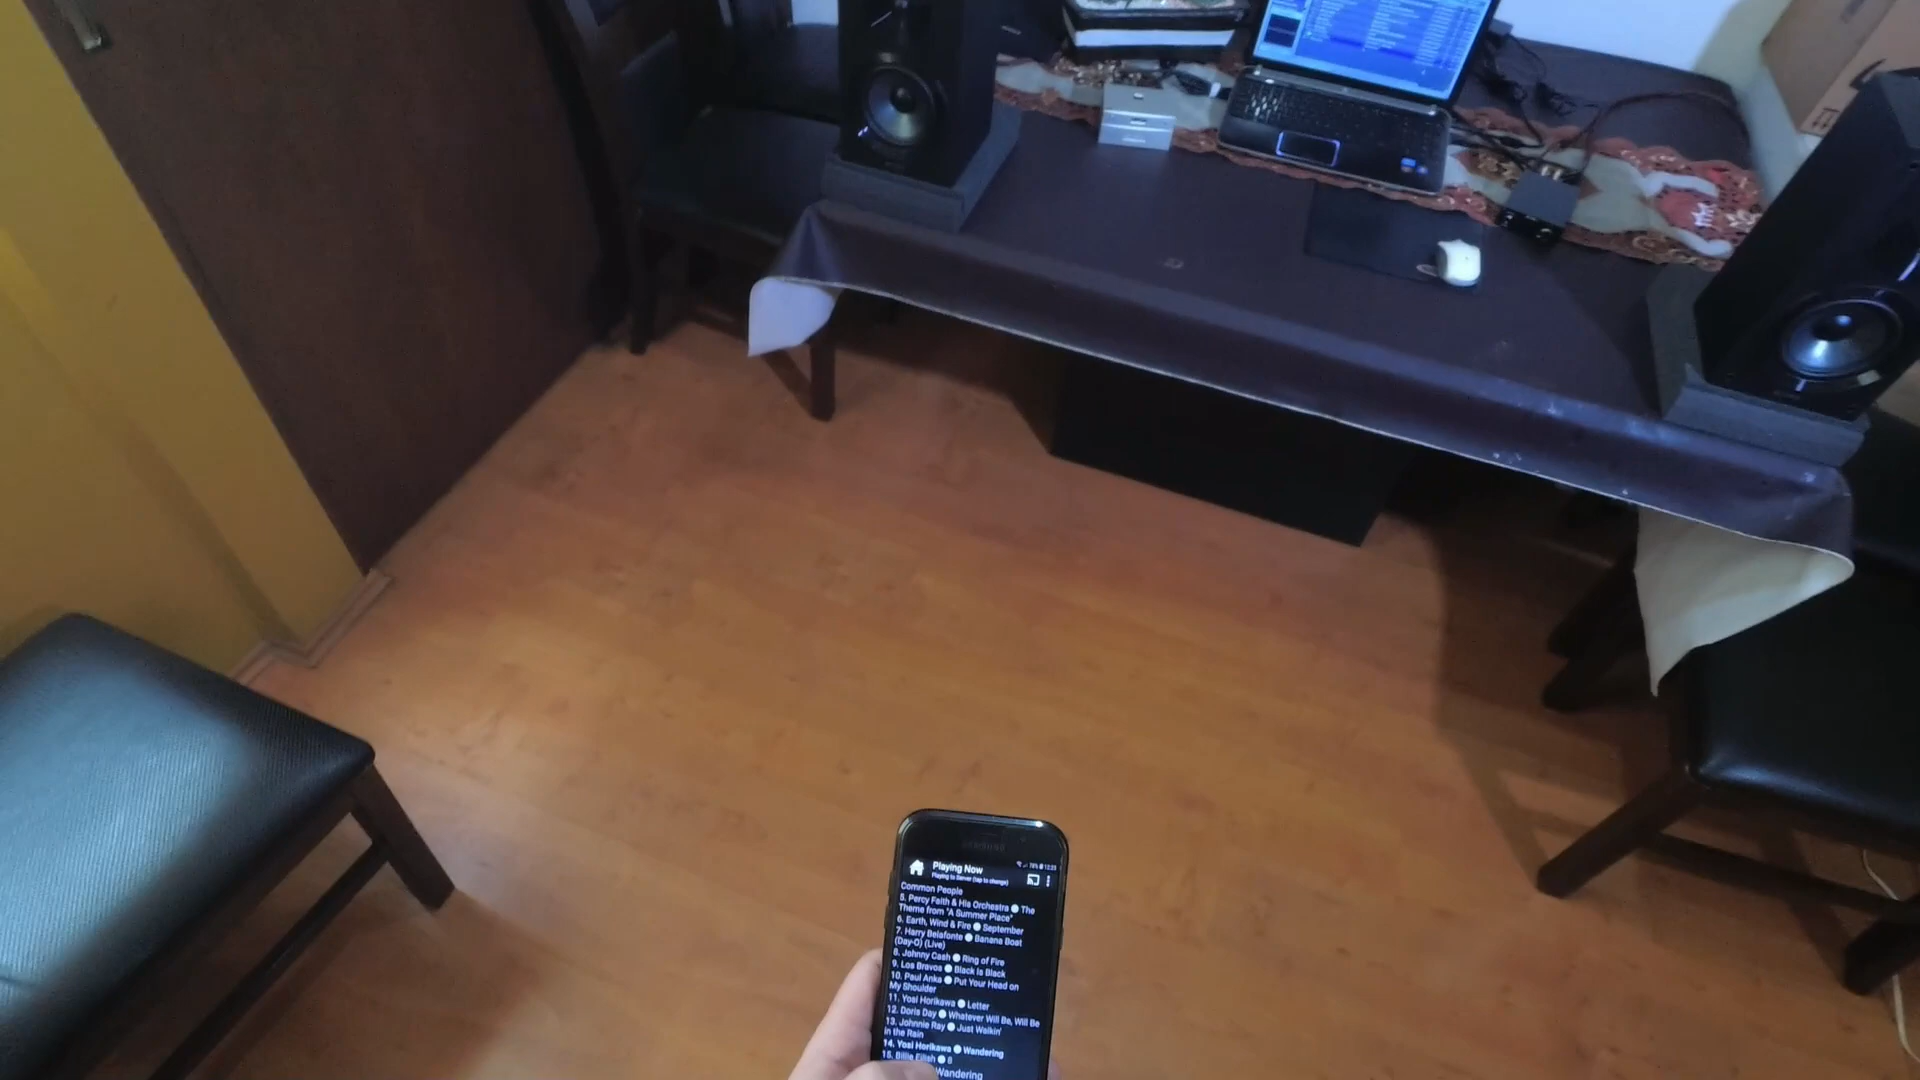 SAMSUNG
Playing Now
Playing to Server (tap to change)
Common People
5. Percy Faith & His Orchestra ● The
Theme from "A Summer Place"
6. Earth, Wind & Fire ● September
7. Harry Belafonte ● Banana Boat
(Day-O) (Live)
8. Johnny Cash ● Ring of Fire
9. Los Bravos ● Black is Black
10. Paul Anka ● Put Your Head on
My Shoulder
11. Yosi Horikawa ● Letter
12. Doris Day ● Whatever Will Be, Will Be
13. Johnnie Ray ● Just Walkin'
in the Rain
14. Yosi Horikawa ● Wandering
15. Billie Eilish ● 8
Wandering